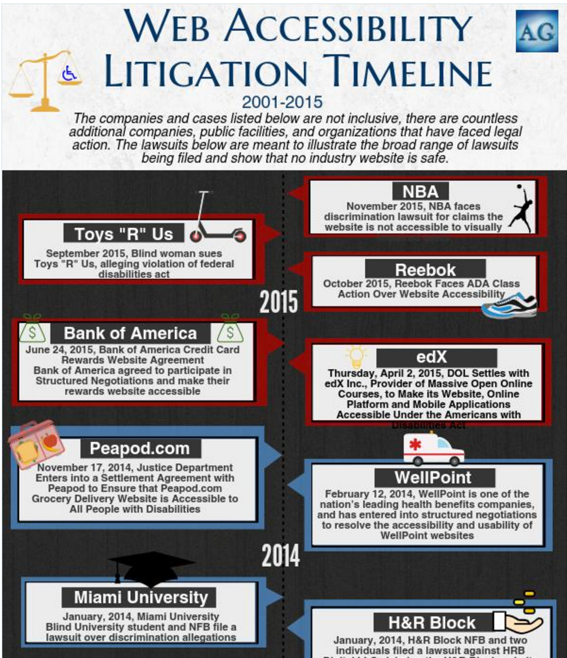 WEB ACCESSIBILITY
LITIGATION TIMELINE
AG
2001-2015
The companies and cases listed below are not inclusive, there are countless
additional companies, public facilities, and organizations that have faced legal
action. The lawsuits below are meant to illustrate the broad range of lawsuits
being filed and show that no industry website is safe.
NBA
November 2015, NBA faces
discrimination lawsuit for claims the
website is not accessible to visually
Toys "R" Us
September 2015, Blind woman sues
Toys "R" Us, alleging violation of federal
disabilities act
Reebok
October 2015, Reebok Faces ADA Class
Action Over Website Accessibility
2015
Bank of America
June 24, 2015, Bank of America Credit Card
Rewards Website Agreement
Bank of America agreed to participate in
Structured Negotiations and make their
rewards website accessible
edX
Thursday, April 2, 2015, DOL Settles with
edX Inc., Provider of Massive Open Online
Courses, to Make its Website, Online
Platform and Mobile Applications
Accessible Under the Americans with
Disabilities Act
Peapod.com
November 17, 2014, Justice Department
Enters into a Settlement Agreement with
Peapod to Ensure that Peapod.com
Grocery Delivery Website is Accessible to
All People with Disabilities
WellPoint
February 12, 2014, WellPoint is one of the
nation's leading health benefits companies,
and has entered into structured negotiations
to resolve the accessibility and usability of
WellPoint websites
2014
Miami University
January, 2014, Miami University
Blind University student and NFB file a
lawsuit over discrimination allegations
H&R Block
January, 2014, H&R Block NFB and two
individuals filed a lawsuit against HRB